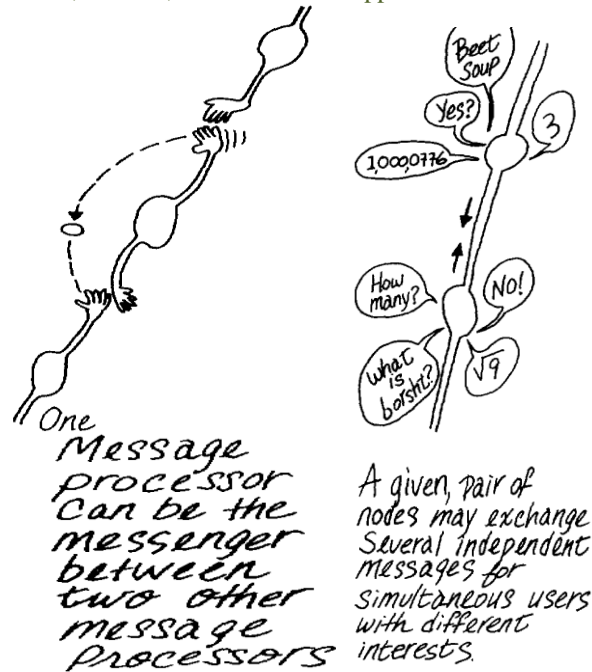 One
Message
processor
can be the
messenger
between
two other
message
processors
Beet
Soup
Yes?
3
1,000,0776
How
many?
NO!
What
is
borsht?
√9
A given, pair of
nodes may exchange
Several independent
messages for
simultaneous users
with different
interests.